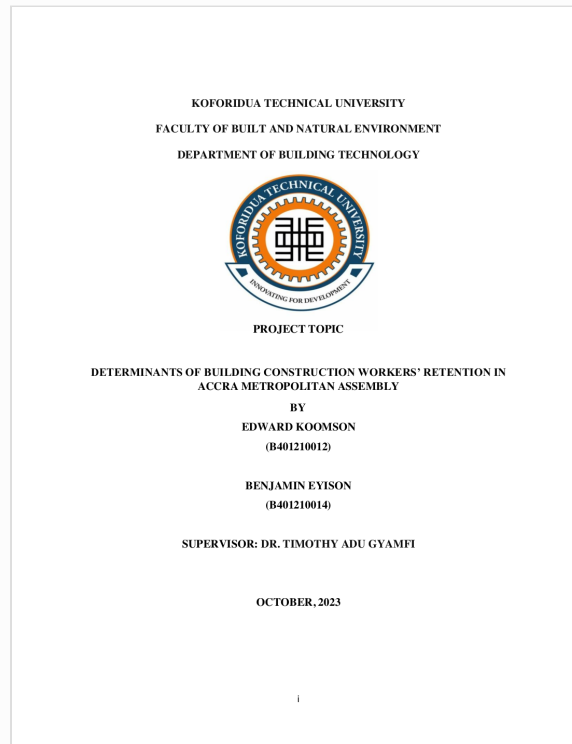 KOFORIDUA TECHNICAL UNIVERSITY
FACULTY OF BUILT AND NATURAL ENVIRONMENT
DEPARTMENT OF BUILDING TECHNOLOGY
KOFORIDUA TECHNICAL UNIVERSITY
INNOVATING FOR DEVELOPMENT
PROJECT TOPIC
DETERMINANTS OF BUILDING CONSTRUCTION WORKERS’ RETENTION IN
ACCRA METROPOLITAN ASSEMBLY
BY
EDWARD KOOMSON
(B401210012)
BENJAMIN EYISON
(B401210014)
SUPERVISOR: DR. TIMOTHY ADU GYAMFI
OCTOBER, 2023
i